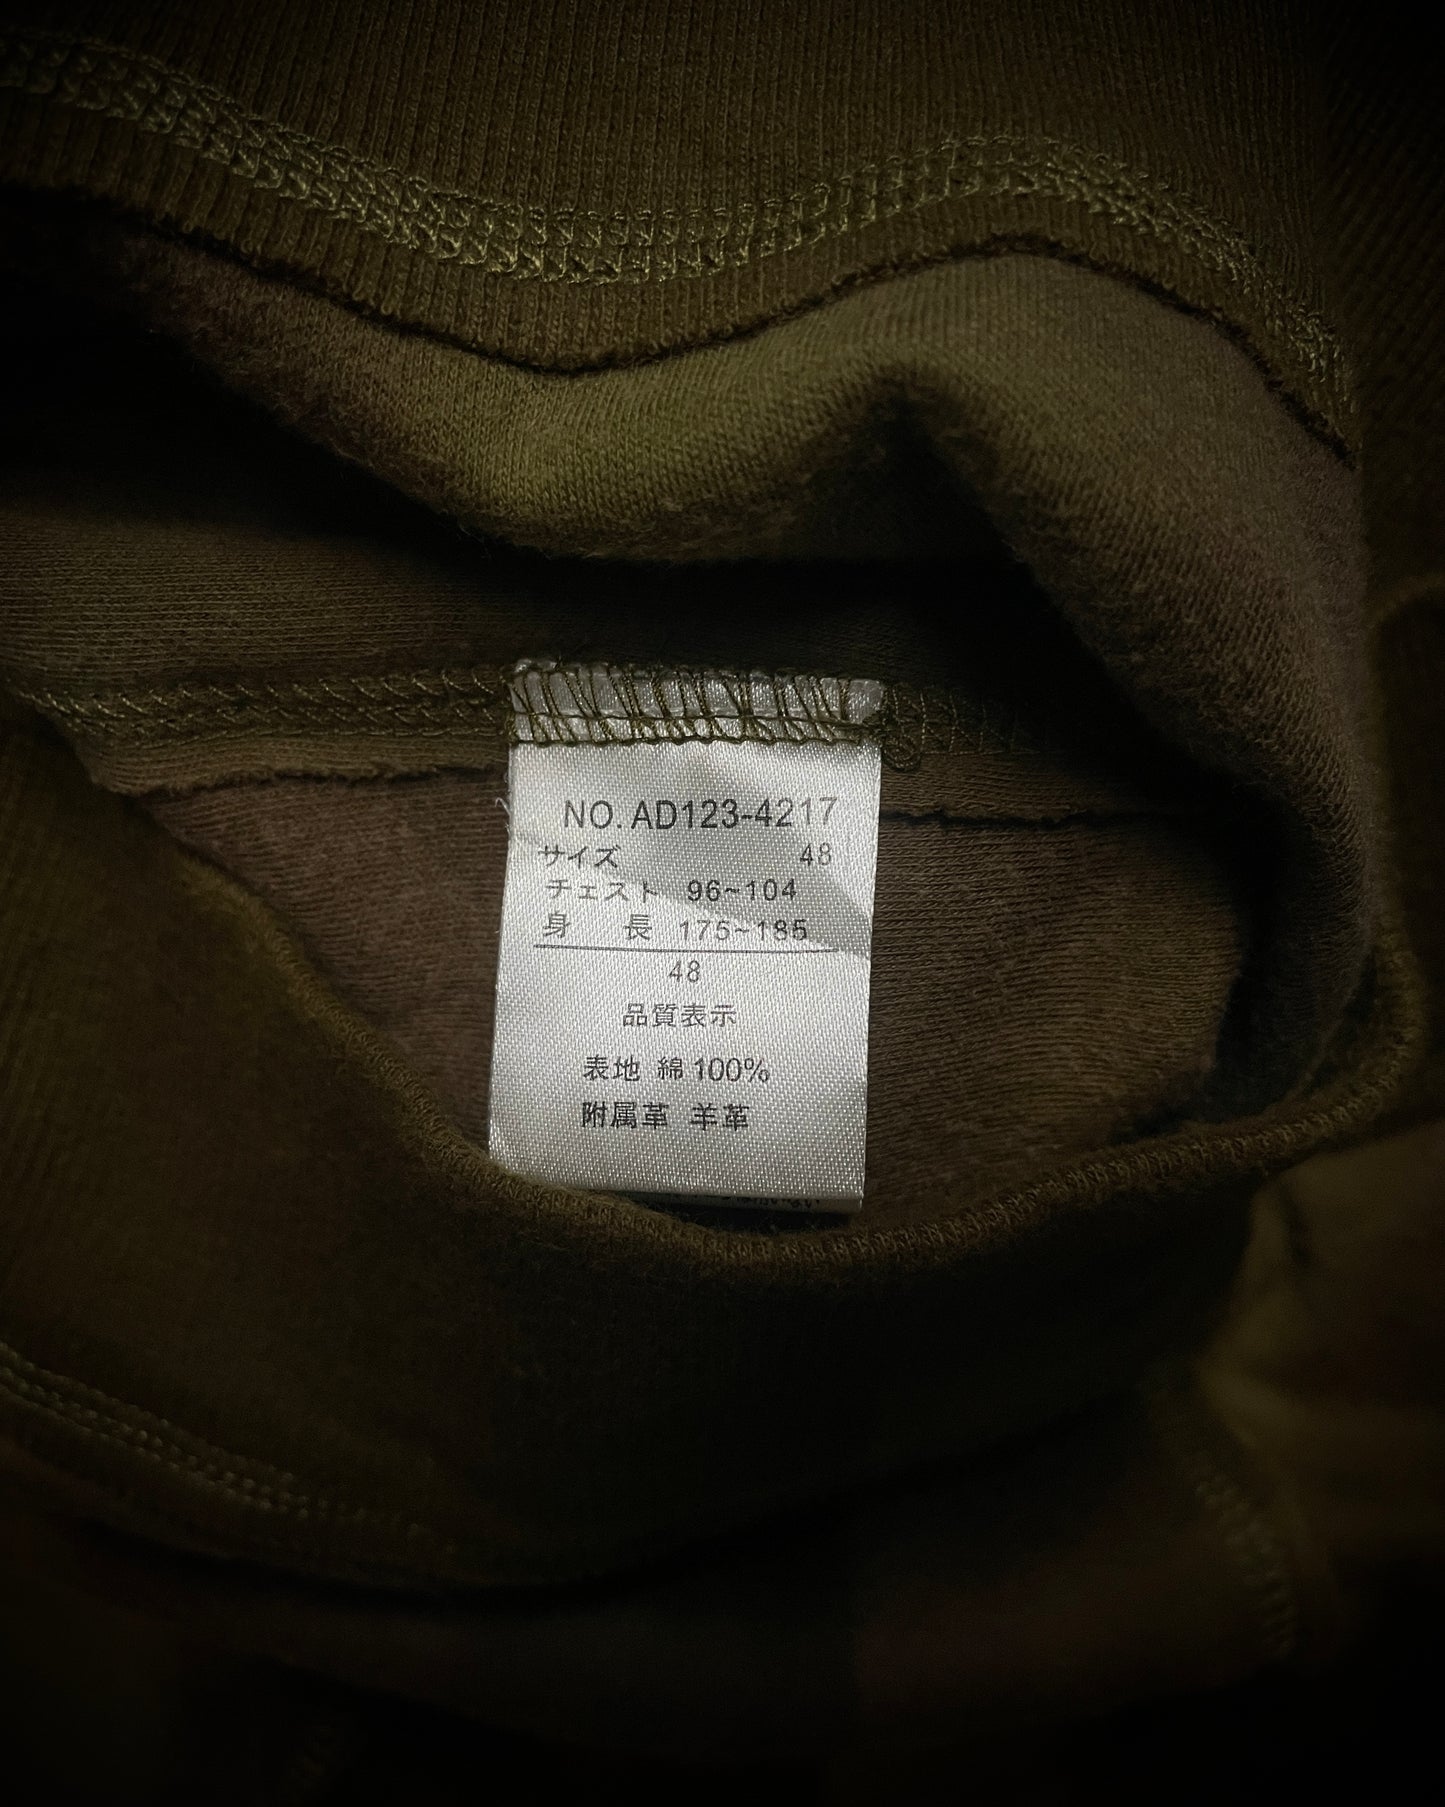 NO. AD123-4217
サイズ 48
チェスト 96~104
身 長 175~185
48
品質表示
表地 綿 100%
附属革 羊革